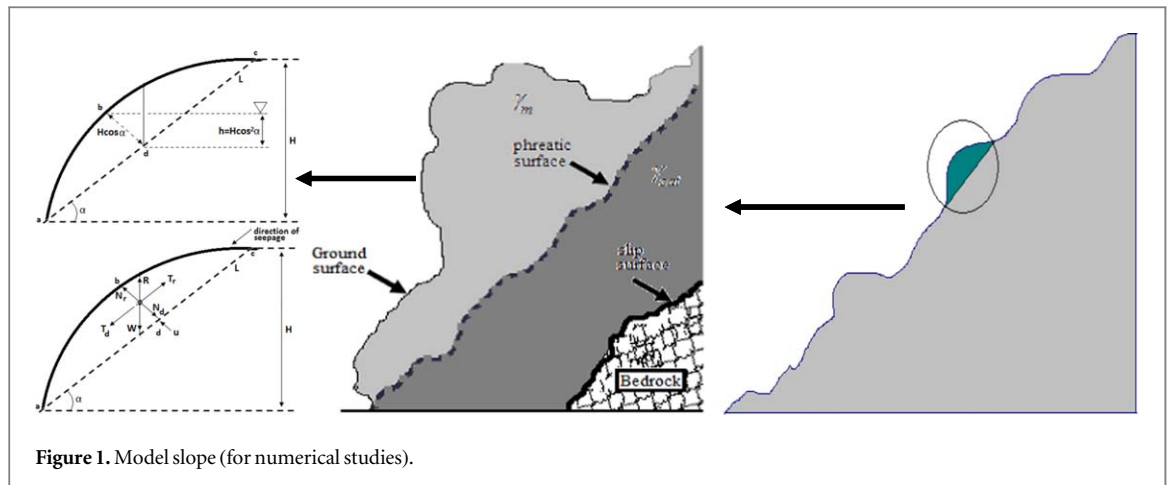 c
L
b
Hcosα
h=Hcos²α
H
d
a
α
direction of
seepage
c
L
b
R
Tr
Nr
Nd
Td
W
d
u
H
a
α
γm
phreatic
surface
γsat
Ground
surface
slip
surface
Bedrock
Figure 1. Model slope (for numerical studies).